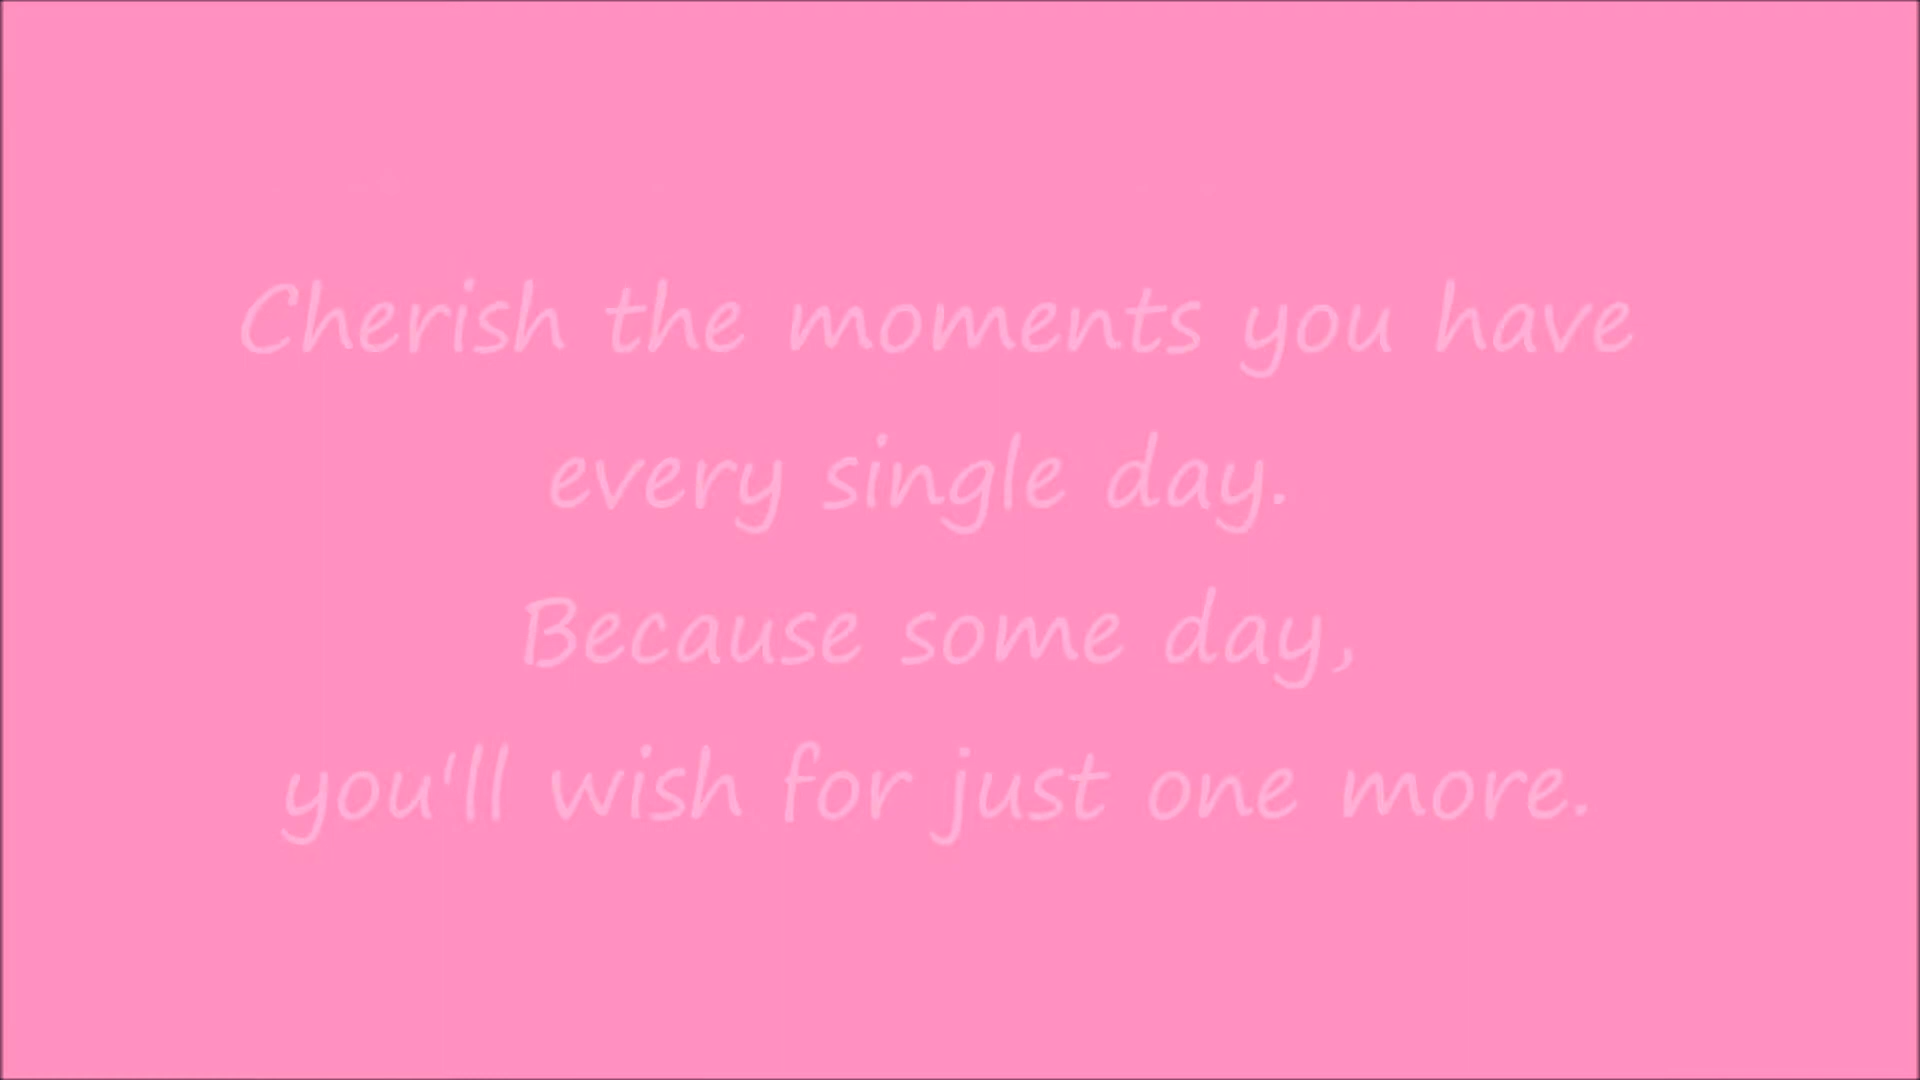 Cherish the moments you have
every single day.
Because some day,
you'll wish for just one more.